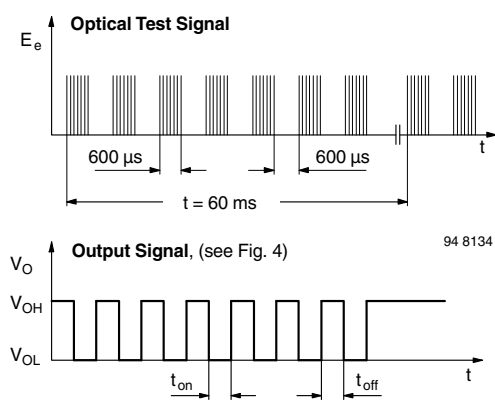 Optical Test Signal
E_e
600 µs
600 µs
t
t = 60 ms
94 8134
Output Signal, (see Fig. 4)
V_O
V_OH
V_OL
t_on
t_off
t